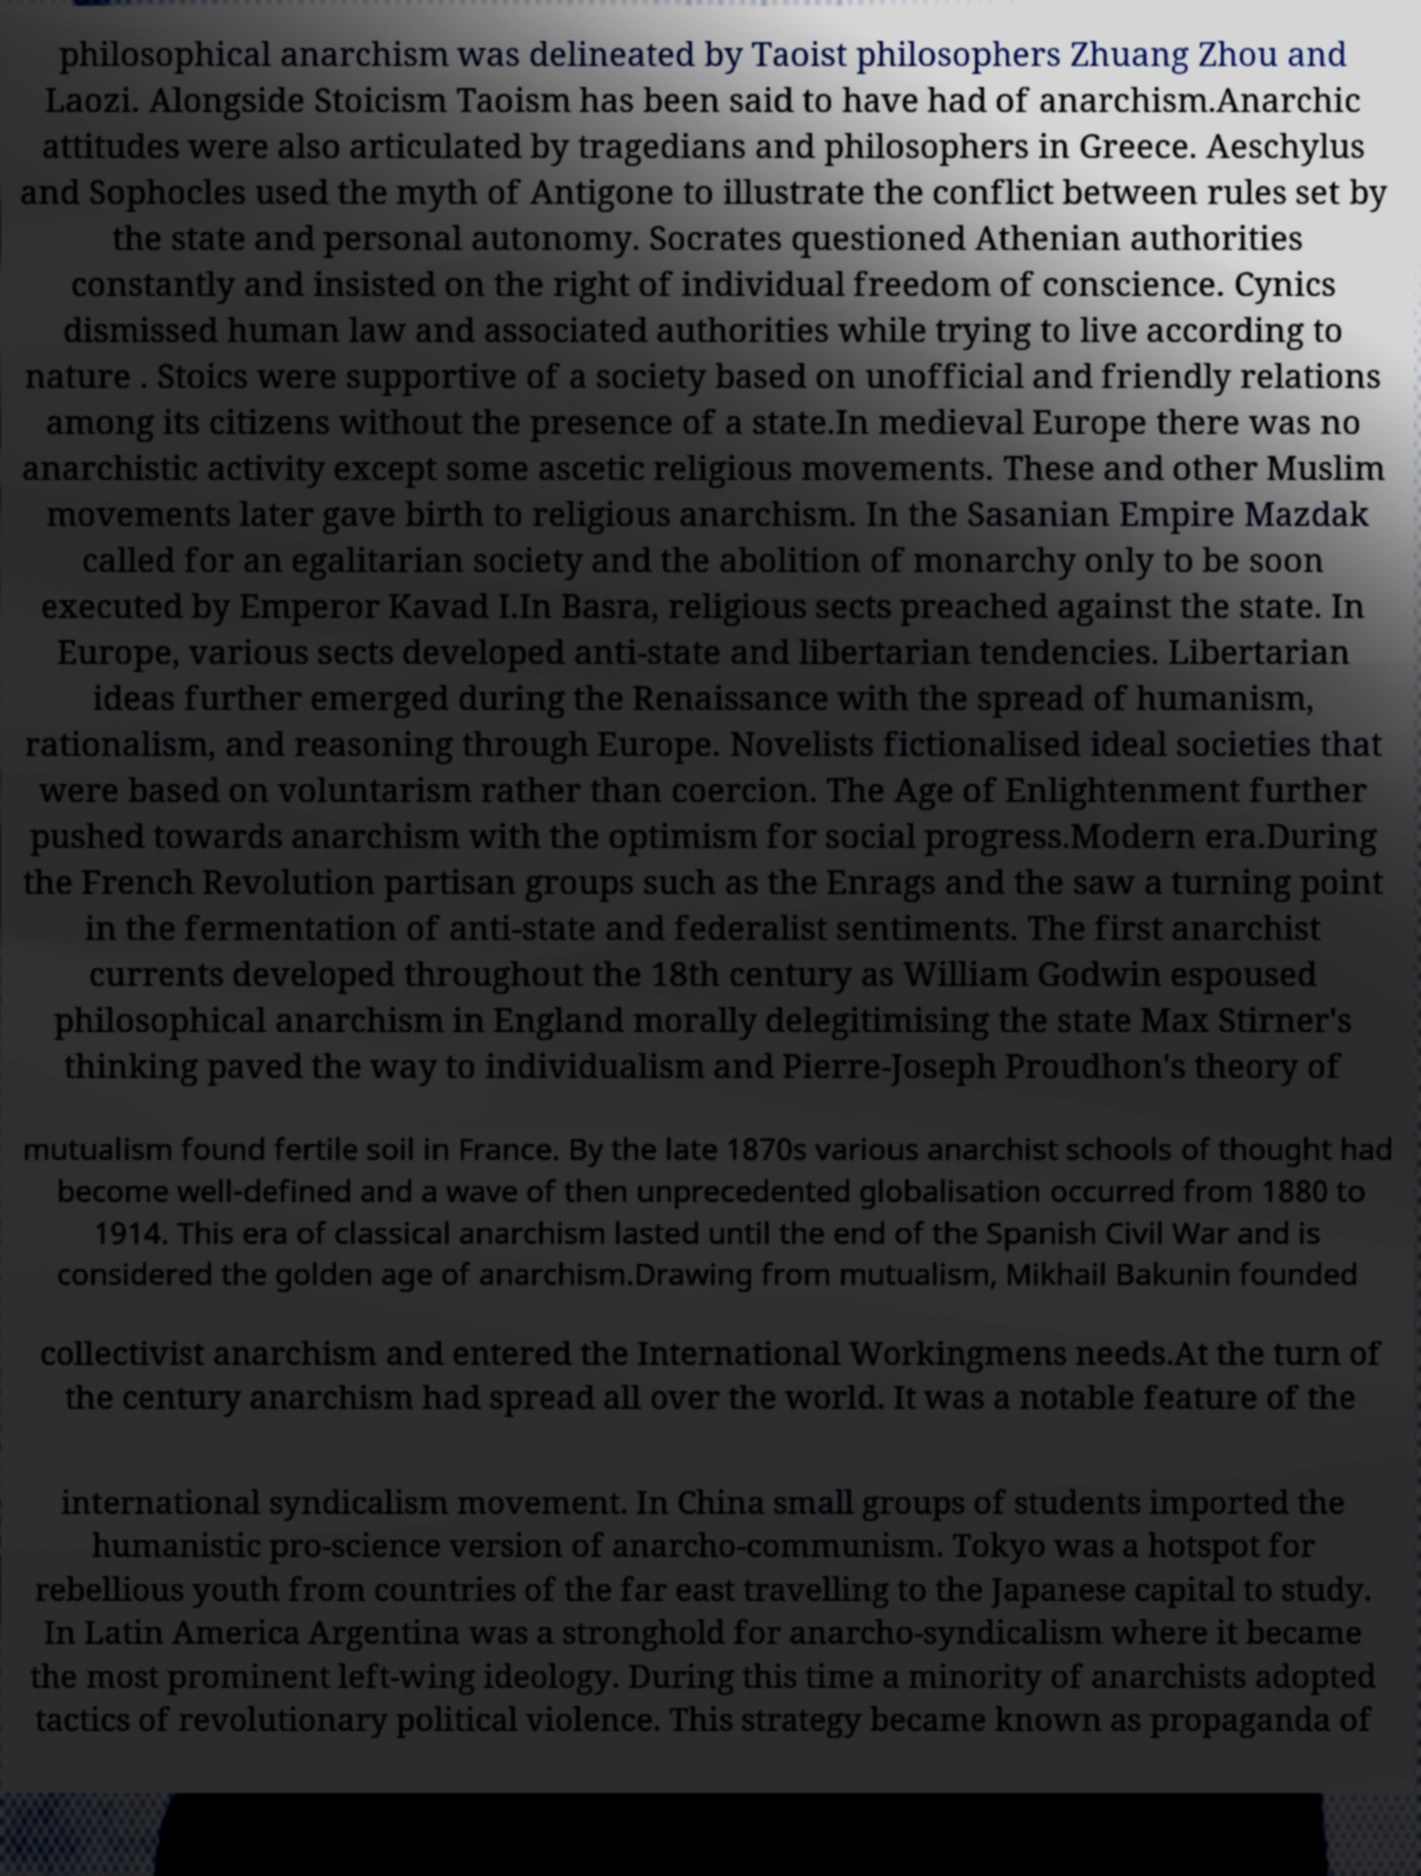 philosophical anarchism was delineated by Taoist philosophers Zhuang Zhou and
Laozi. Alongside Stoicism Taoism has been said to have had of anarchism.Anarchic
attitudes were also articulated by tragedians and philosophers in Greece. Aeschylus
and Sophocles used the myth of Antigone to illustrate the conflict between rules set by
the state and personal autonomy. Socrates questioned Athenian authorities
constantly and insisted on the right of individual freedom of conscience. Cynics
dismissed human law and associated authorities while trying to live according to
nature . Stoics were supportive of a society based on unofficial and friendly relations
among its citizens without the presence of a state.In medieval Europe there was no
anarchistic activity except some ascetic religious movements. These and other Muslim
movements later gave birth to religious anarchism. In the Sasanian Empire Mazdak
called for an egalitarian society and the abolition of monarchy only to be soon
executed by Emperor Kavad I.In Basra, religious sects preached against the state. In
Europe, various sects developed anti-state and libertarian tendencies. Libertarian
ideas further emerged during the Renaissance with the spread of humanism,
rationalism, and reasoning through Europe. Novelists fictionalised ideal societies that
were based on voluntarism rather than coercion. The Age of Enlightenment further
pushed towards anarchism with the optimism for social progress.Modern era.During
the French Revolution partisan groups such as the Enrags and the saw a turning point
in the fermentation of anti-state and federalist sentiments. The first anarchist
currents developed throughout the 18th century as William Godwin espoused
philosophical anarchism in England morally delegitimising the state Max Stirner's
thinking paved the way to individualism and Pierre-Joseph Proudhon's theory of
mutualism found fertile soil in France. By the late 1870s various anarchist schools of thought had
become well-defined and a wave of then unprecedented globalisation occurred from 1880 to
1914. This era of classical anarchism lasted until the end of the Spanish Civil War and is
considered the golden age of anarchism.Drawing from mutualism, Mikhail Bakunin founded
collectivist anarchism and entered the International Workingmens needs.At the turn of
the century anarchism had spread all over the world. It was a notable feature of the
international syndicalism movement. In China small groups of students imported the
humanistic pro-science version of anarcho-communism. Tokyo was a hotspot for
rebellious youth from countries of the far east travelling to the Japanese capital to study.
In Latin America Argentina was a stronghold for anarcho-syndicalism where it became
the most prominent left-wing ideology. During this time a minority of anarchists adopted
tactics of revolutionary political violence. This strategy became known as propaganda of